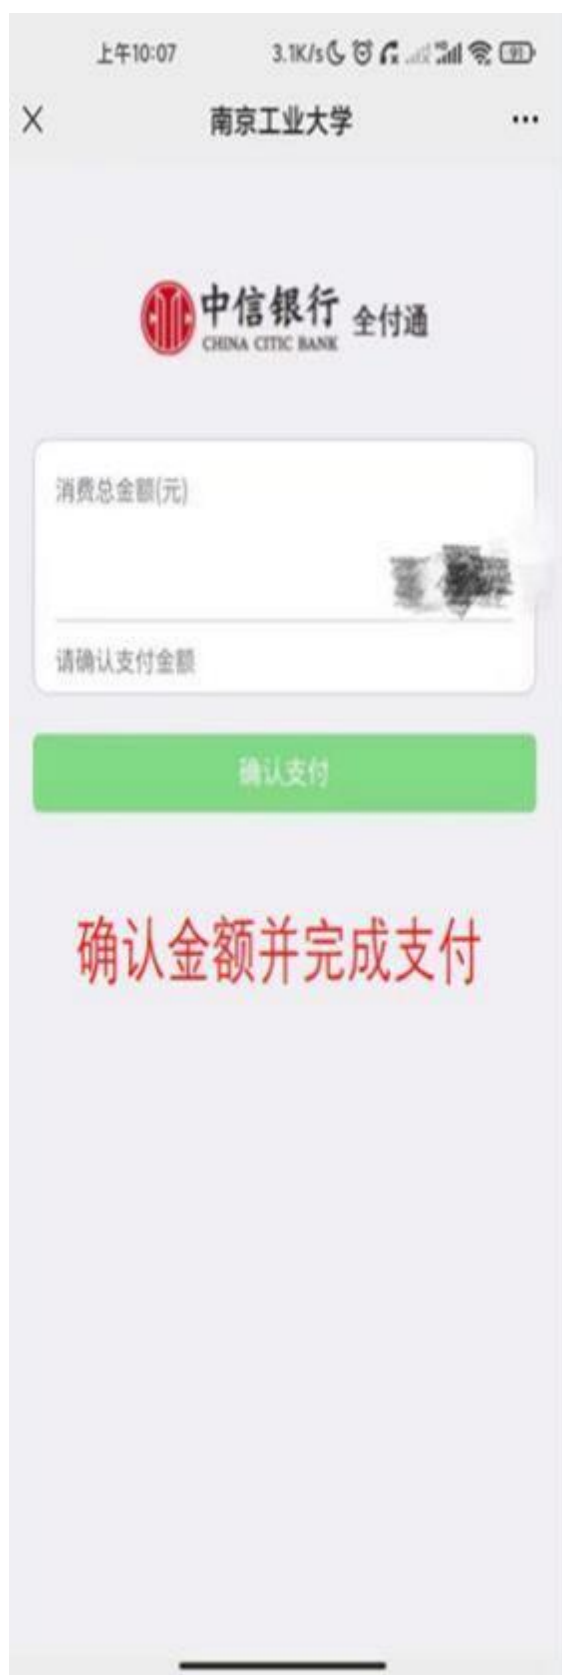 上午10:07 3.1K/s 91
南京工业大学
中信银行 全付通
CHINA CITIC BANK
消费总金额(元)
请确认支付金额
确认支付
确认金额并完成支付